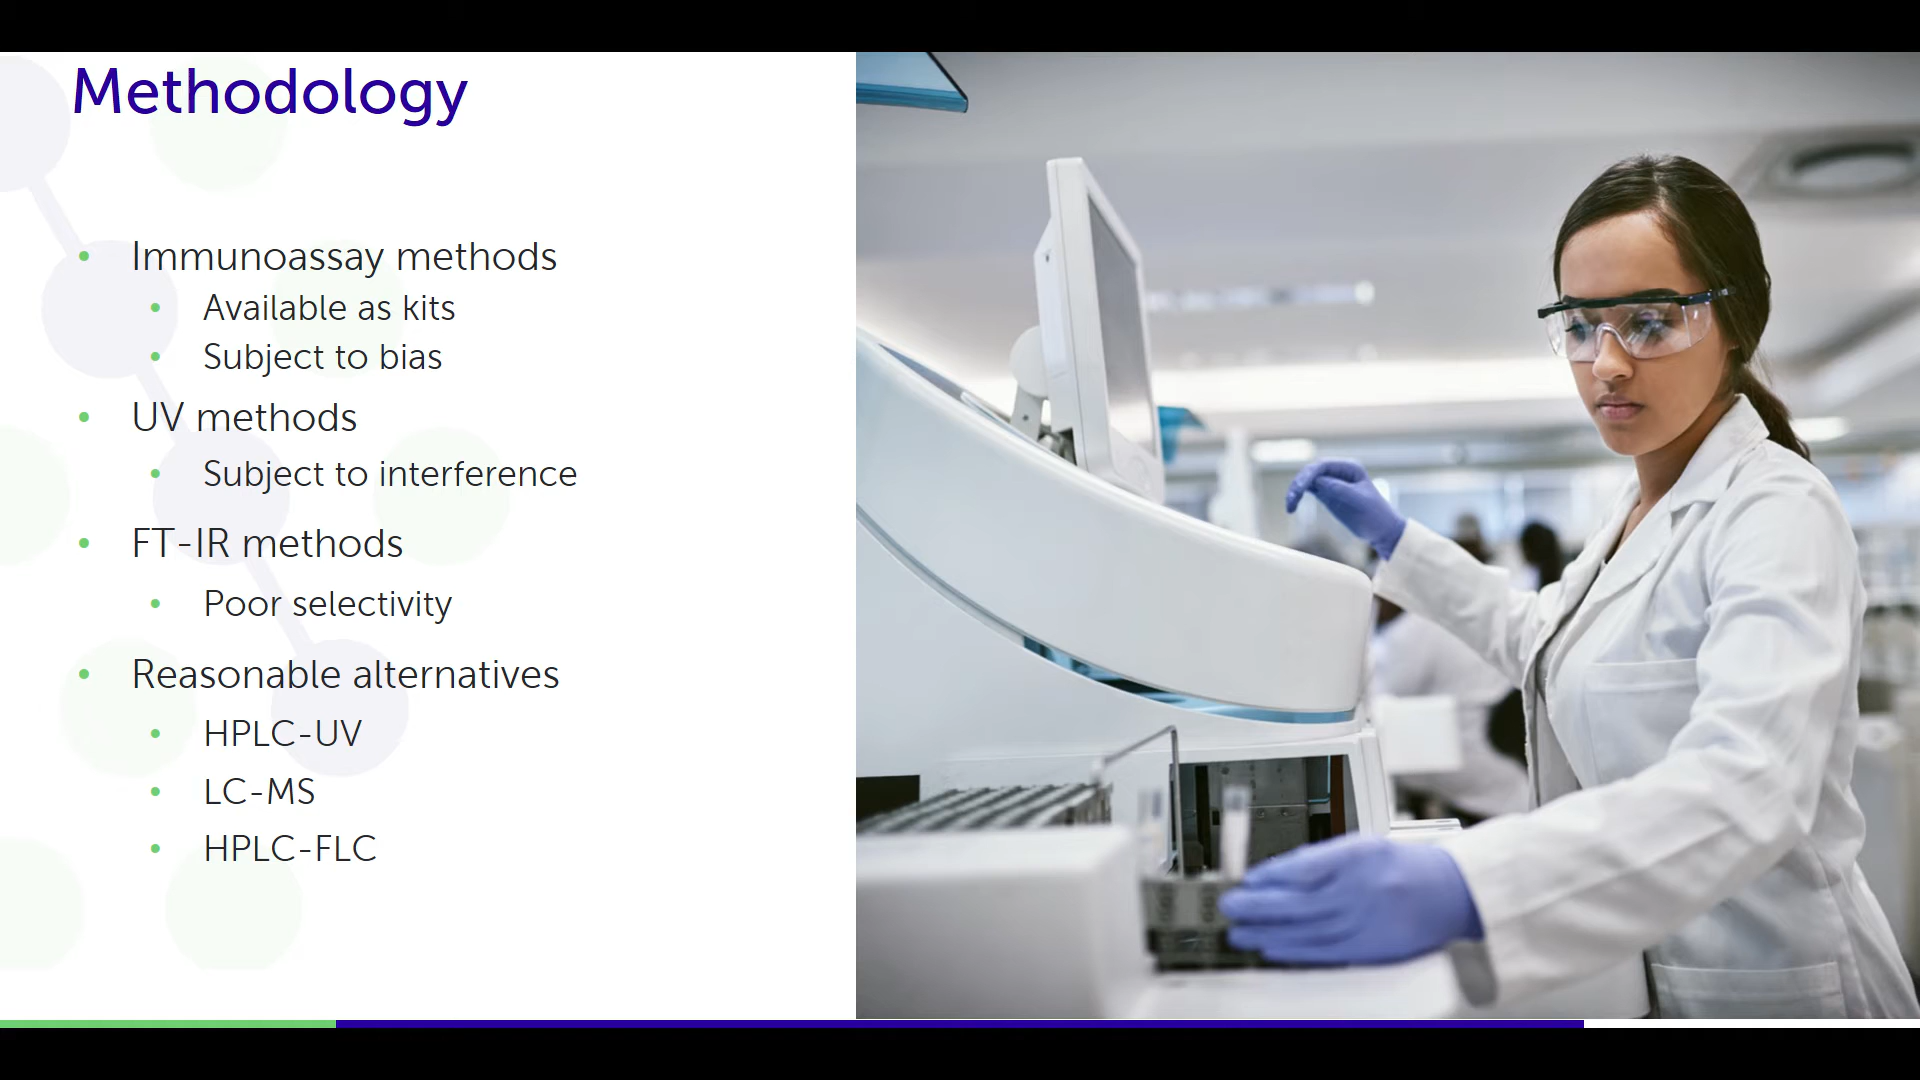 Methodology
• Immunoassay methods
• Available as kits
• Subject to bias
• UV methods
• Subject to interference
• FT-IR methods
• Poor selectivity
• Reasonable alternatives
• HPLC-UV
• LC-MS
• HPLC-FLC